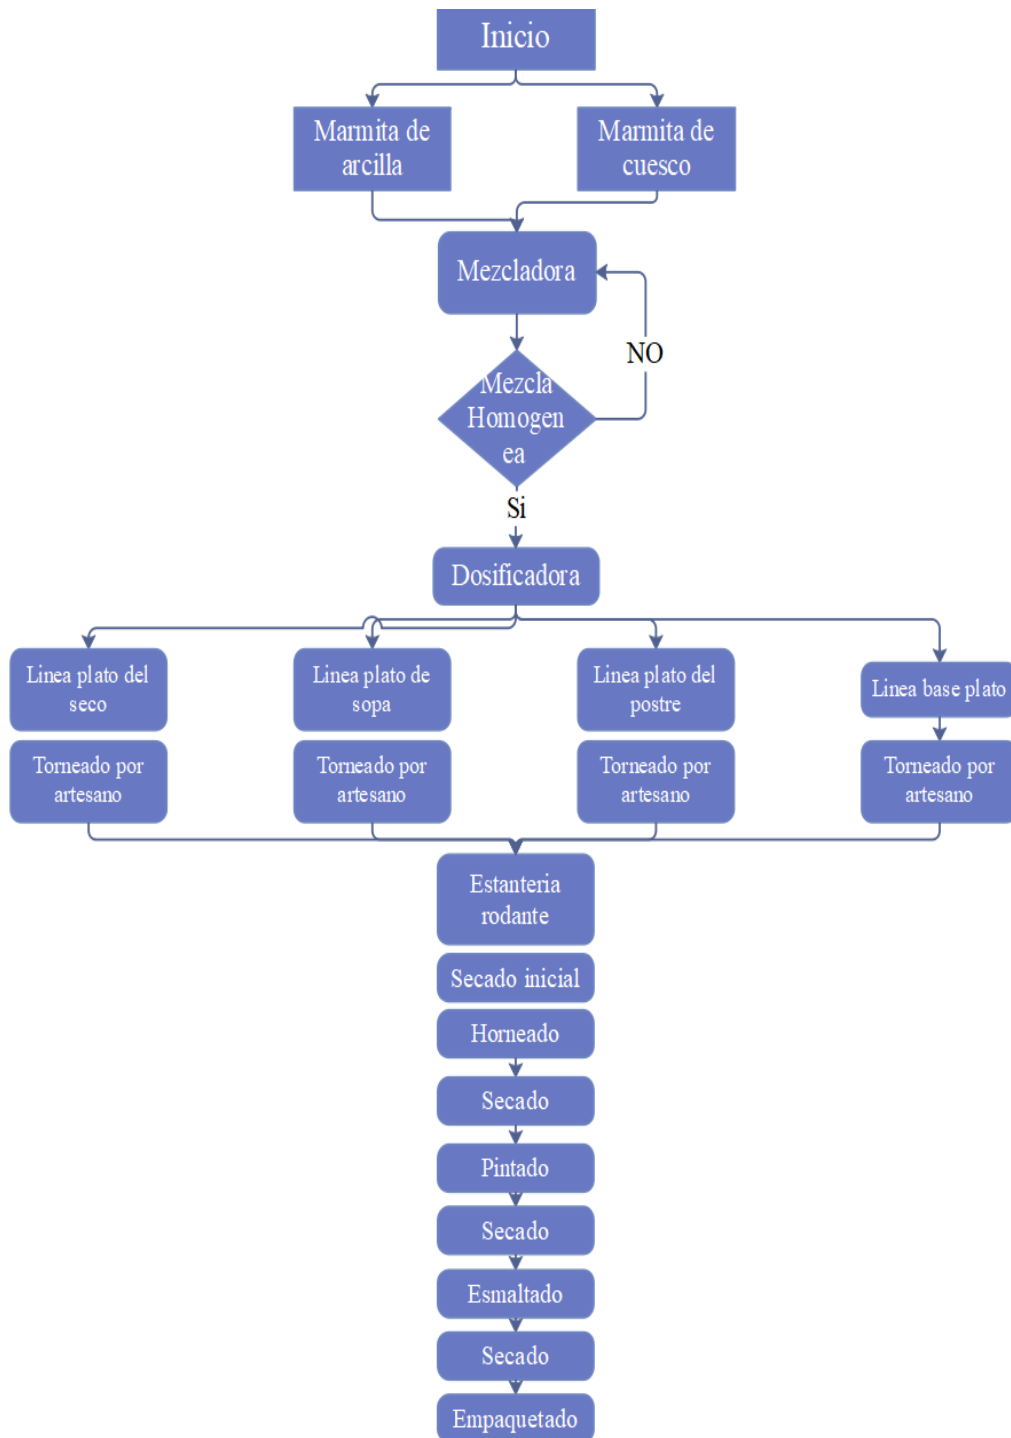 Inicio
Marmita de
arcilla
Marmita de
cuesco
Mezcladora
NO
Mezcla
Homogen
ea
Si
Dosificadora
Linea plato del
seco
Linea plato de
sopa
Linea plato del
postre
Linea base plato
Torneado por
artesano
Torneado por
artesano
Torneado por
artesano
Torneado por
artesano
Estanteria
rodante
Secado inicial
Horneado
Secado
Pintado
Secado
Esmaltado
Secado
Empaquetado